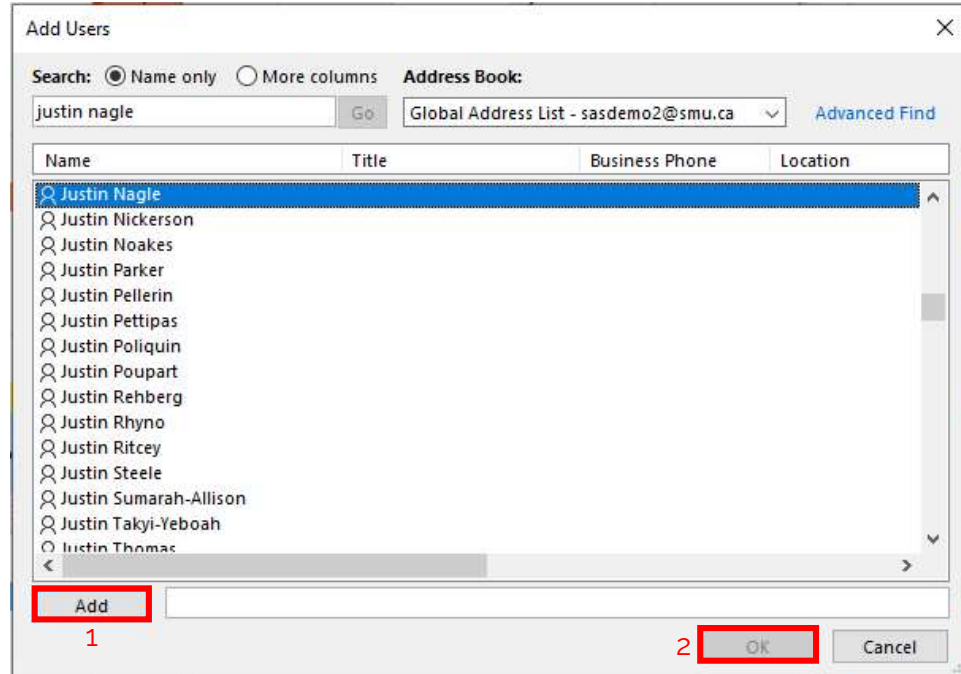 Add Users
Search: Name only More columns Address Book:
justin nagle Go Global Address List - sasdemo2@smu.ca Advanced Find
Name Title Business Phone Location
Justin Nagle
Justin Nickerson
Justin Noakes
Justin Parker
Justin Pellerin
Justin Pettipas
Justin Poliquin
Justin Poupart
Justin Rehberg
Justin Rhyno
Justin Ritcey
Justin Steele
Justin Sumarah-Allison
Justin Takyi-Yeboah
Justin Thomas
Add
1
2 OK Cancel